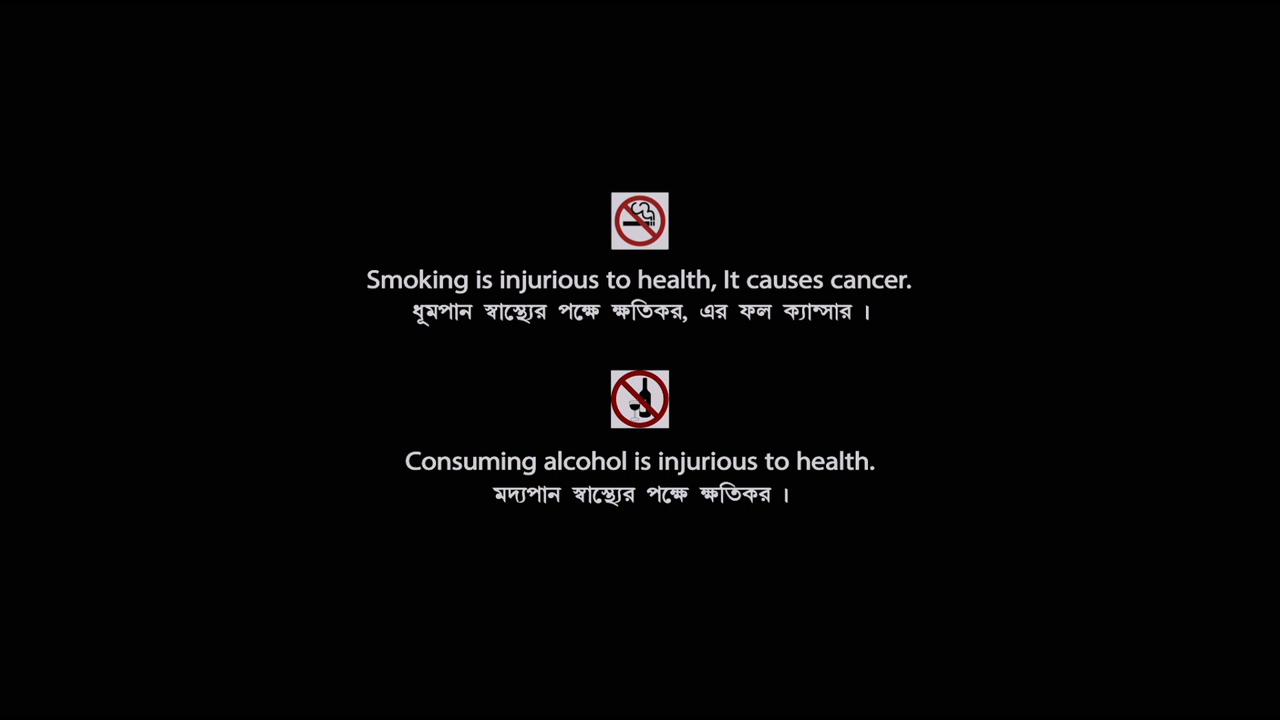 Smoking is injurious to health, It causes cancer.
ধূমপান স্বাস্থ্যের পক্ষে ক্ষতিকর, এর ফল ক্যান্সার ।
Consuming alcohol is injurious to health.
মদ্যপান স্বাস্থ্যের পক্ষে ক্ষতিকর ।